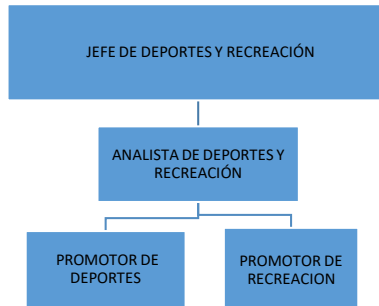 JEFE DE DEPORTES Y RECREACIÓN
ANALISTA DE DEPORTES Y
RECREACIÓN
PROMOTOR DE
DEPORTES
PROMOTOR DE
RECREACION